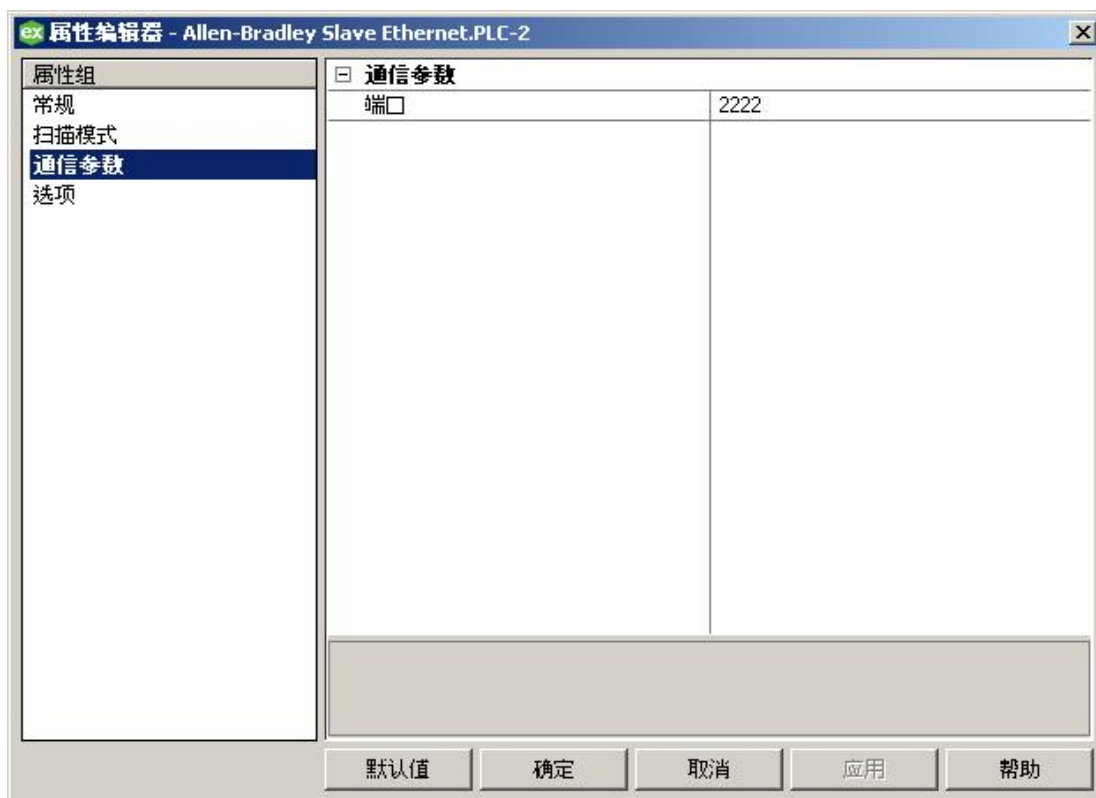 ex 属性编辑器 - Allen-Bradley Slave Ethernet.PLC-2
属性组
常规
扫描模式
通信参数
选项
通信参数
端口 2222
默认值 确定 取消 应用 帮助